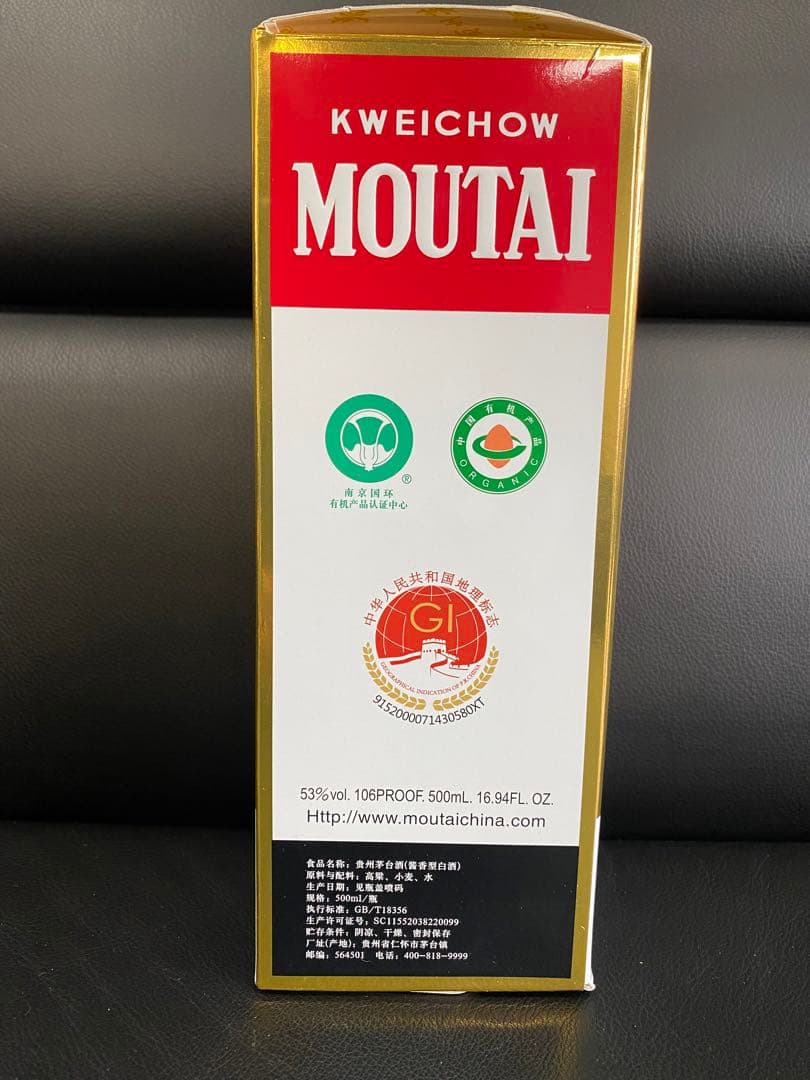 KWEICHOW
MOUTAI
®
南京国环
有机产品认证中心
中国有机产品
ORGANIC
中华人民共和国地理标志
GI
GEOGRAPHICAL INDICATION OF P.R.CHINA
9152000071430580XT
53%vol. 106PROOF. 500mL. 16.94FL. OZ.
Http://www.moutaichina.com
食品名称：贵州茅台酒(酱香型白酒)
原料与配料：高粱、小麦、水
生产日期：见瓶盖喷码
规格：500ml/瓶
执行标准：GB/T18356
生产许可证号：SC11552038220099
贮存条件：阴凉、干燥、密封保存
厂址(产地)：贵州省仁怀市茅台镇
邮编：564501 电话：400-818-9999